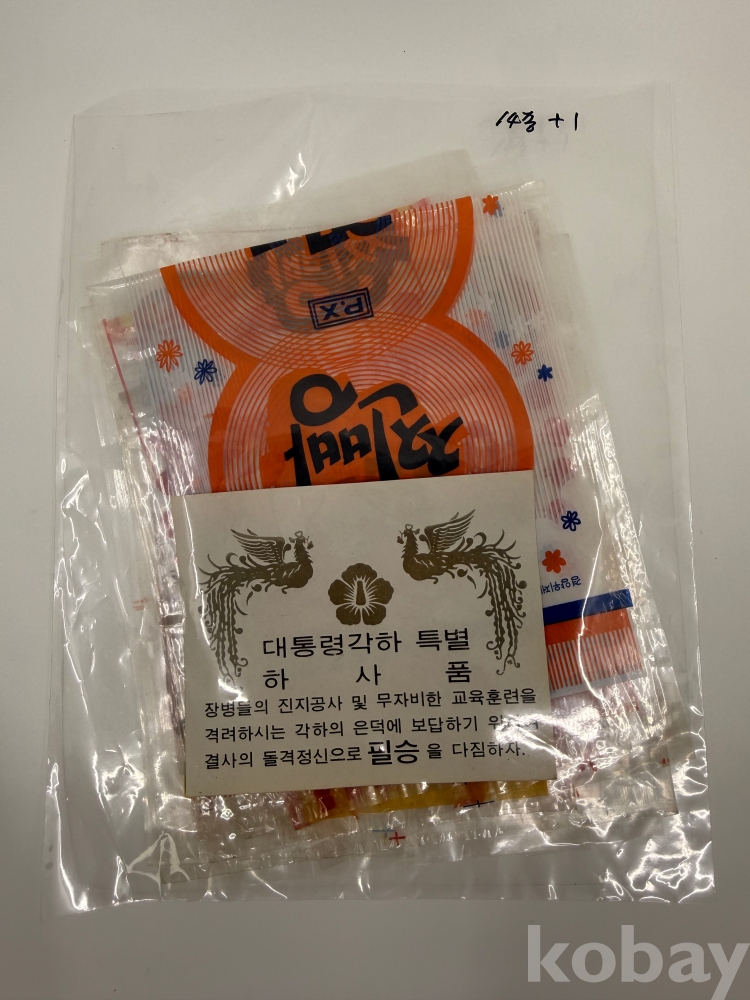 14종 + 1
P.X
찐빵
대통령각하 특별
하 사 품
장병들의 진지공사 및 무자비한 교육훈련을
격려하시는 각하의 은덕에 보답하기
결사의 돌격정신으로 필승을 다짐하자.
kobay